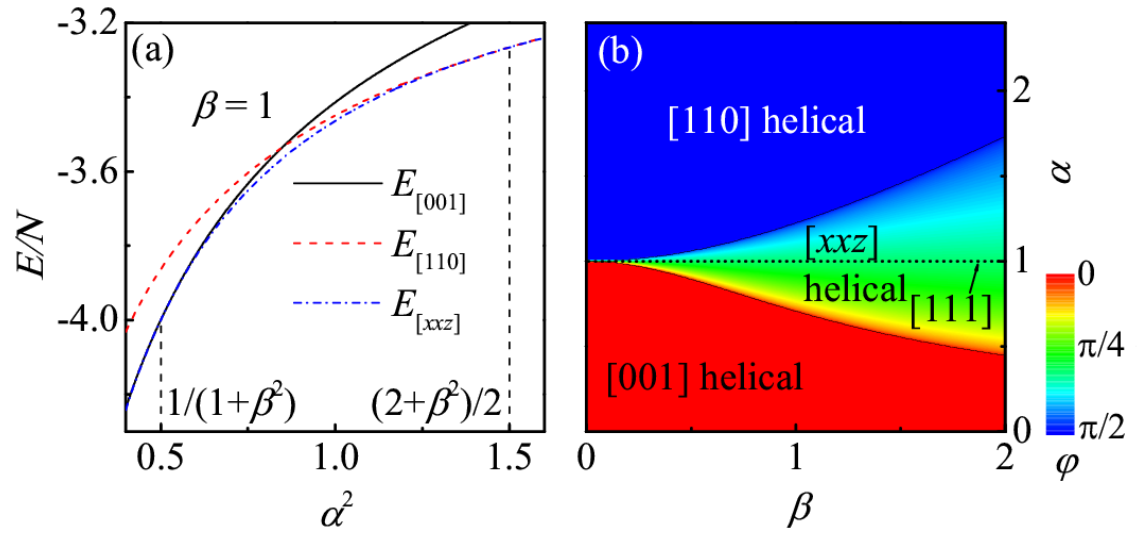 -3.2
-3.6
-4.0
E/N
(a)
β = 1
E[001]
E[110]
E[xxz]
1/(1+β²)
(2+β²)/2
0.5
1.0
1.5
α²
(b)
[110] helical
[xxz]
helical
[111]
[001] helical
0
1
2
β
2
1
0
α
0
π/4
π/2
φ